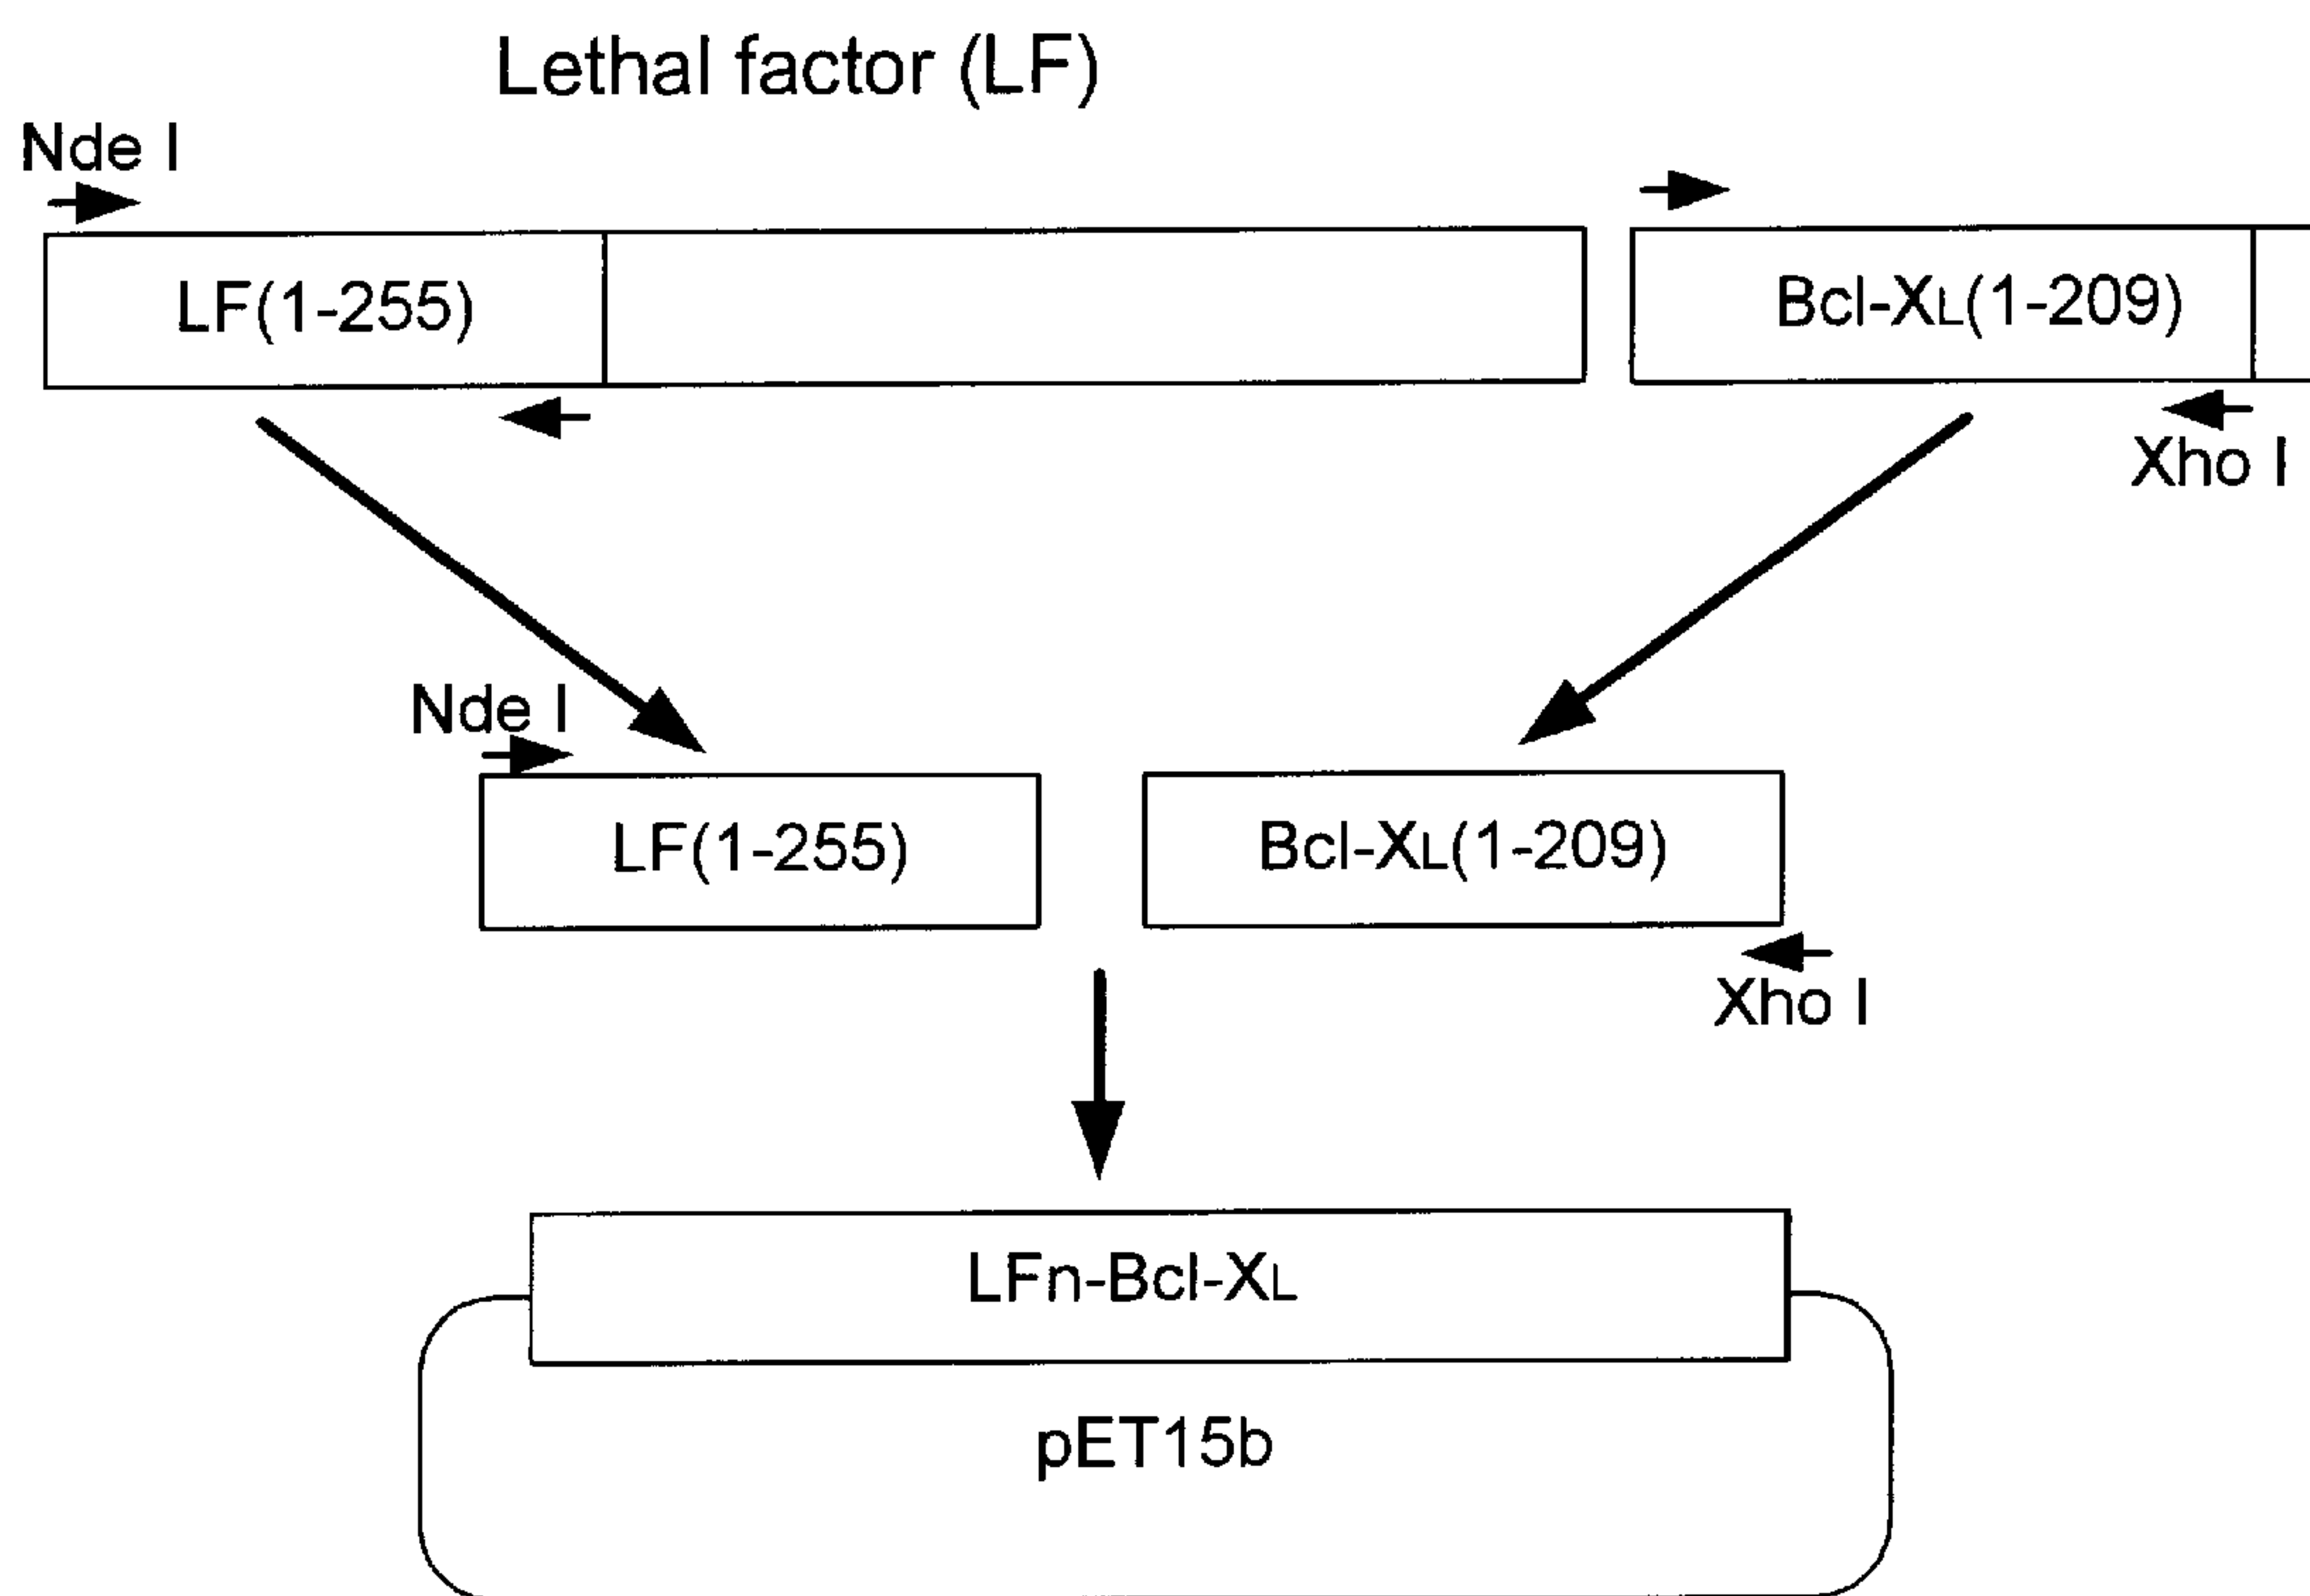 Lethal factor (LF)
Nde I
LF(1-255)
Bcl-XL(1-209)
Xho I
Nde I
LF(1-255)
Bcl-XL(1-209)
Xho I
LFn-Bcl-XL
pET15b